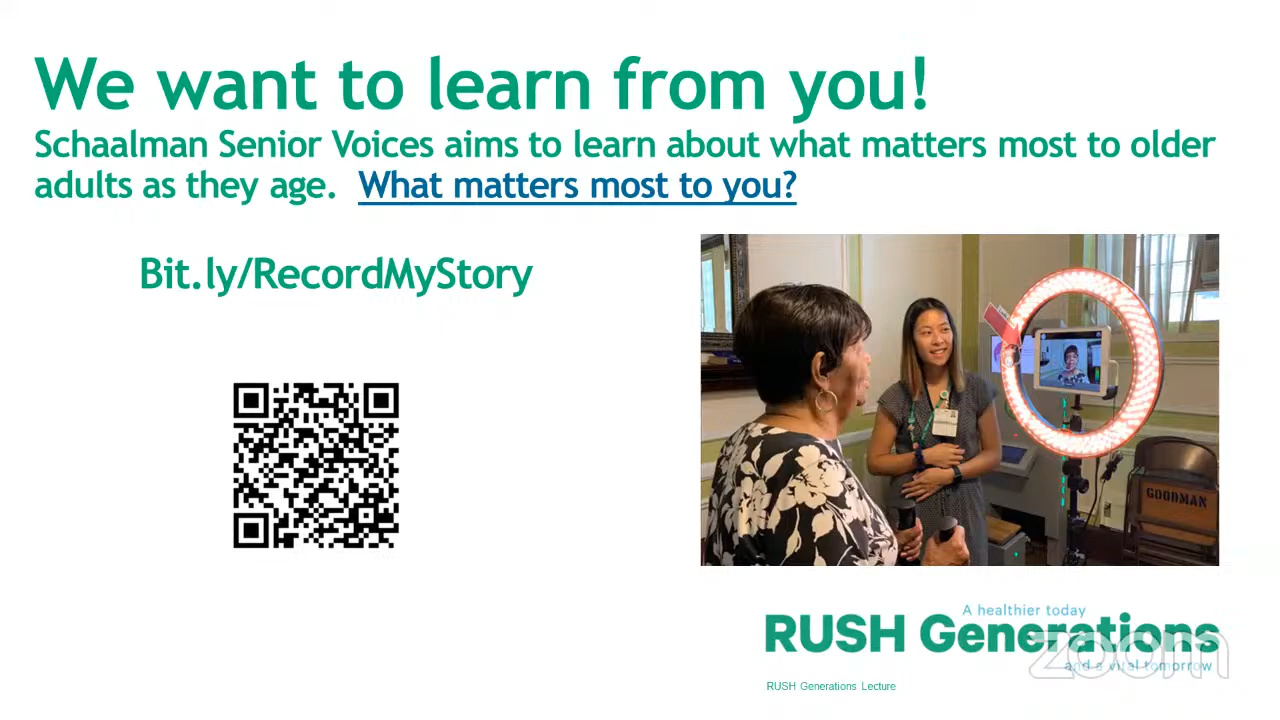 We want to learn from you!
Schaalman Senior Voices aims to learn about what matters most to older
adults as they age.  What matters most to you?
Bit.ly/RecordMyStory
GOODMAN
A healthier today
RUSH Generations
zoom
and a vital tomorrow
RUSH Generations Lecture